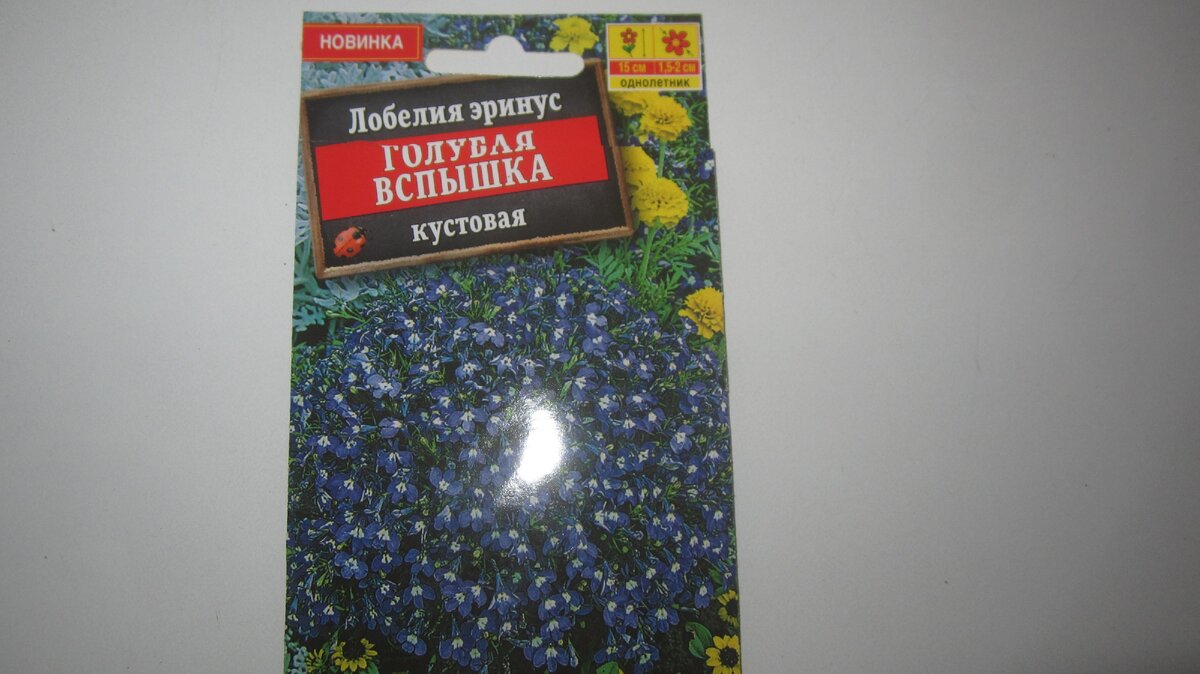 НОВИНКА
15 см 1,5-2 см
однолетник
Лобелия эринус
ГОЛУБАЯ
ВСПЫШКА
кустовая